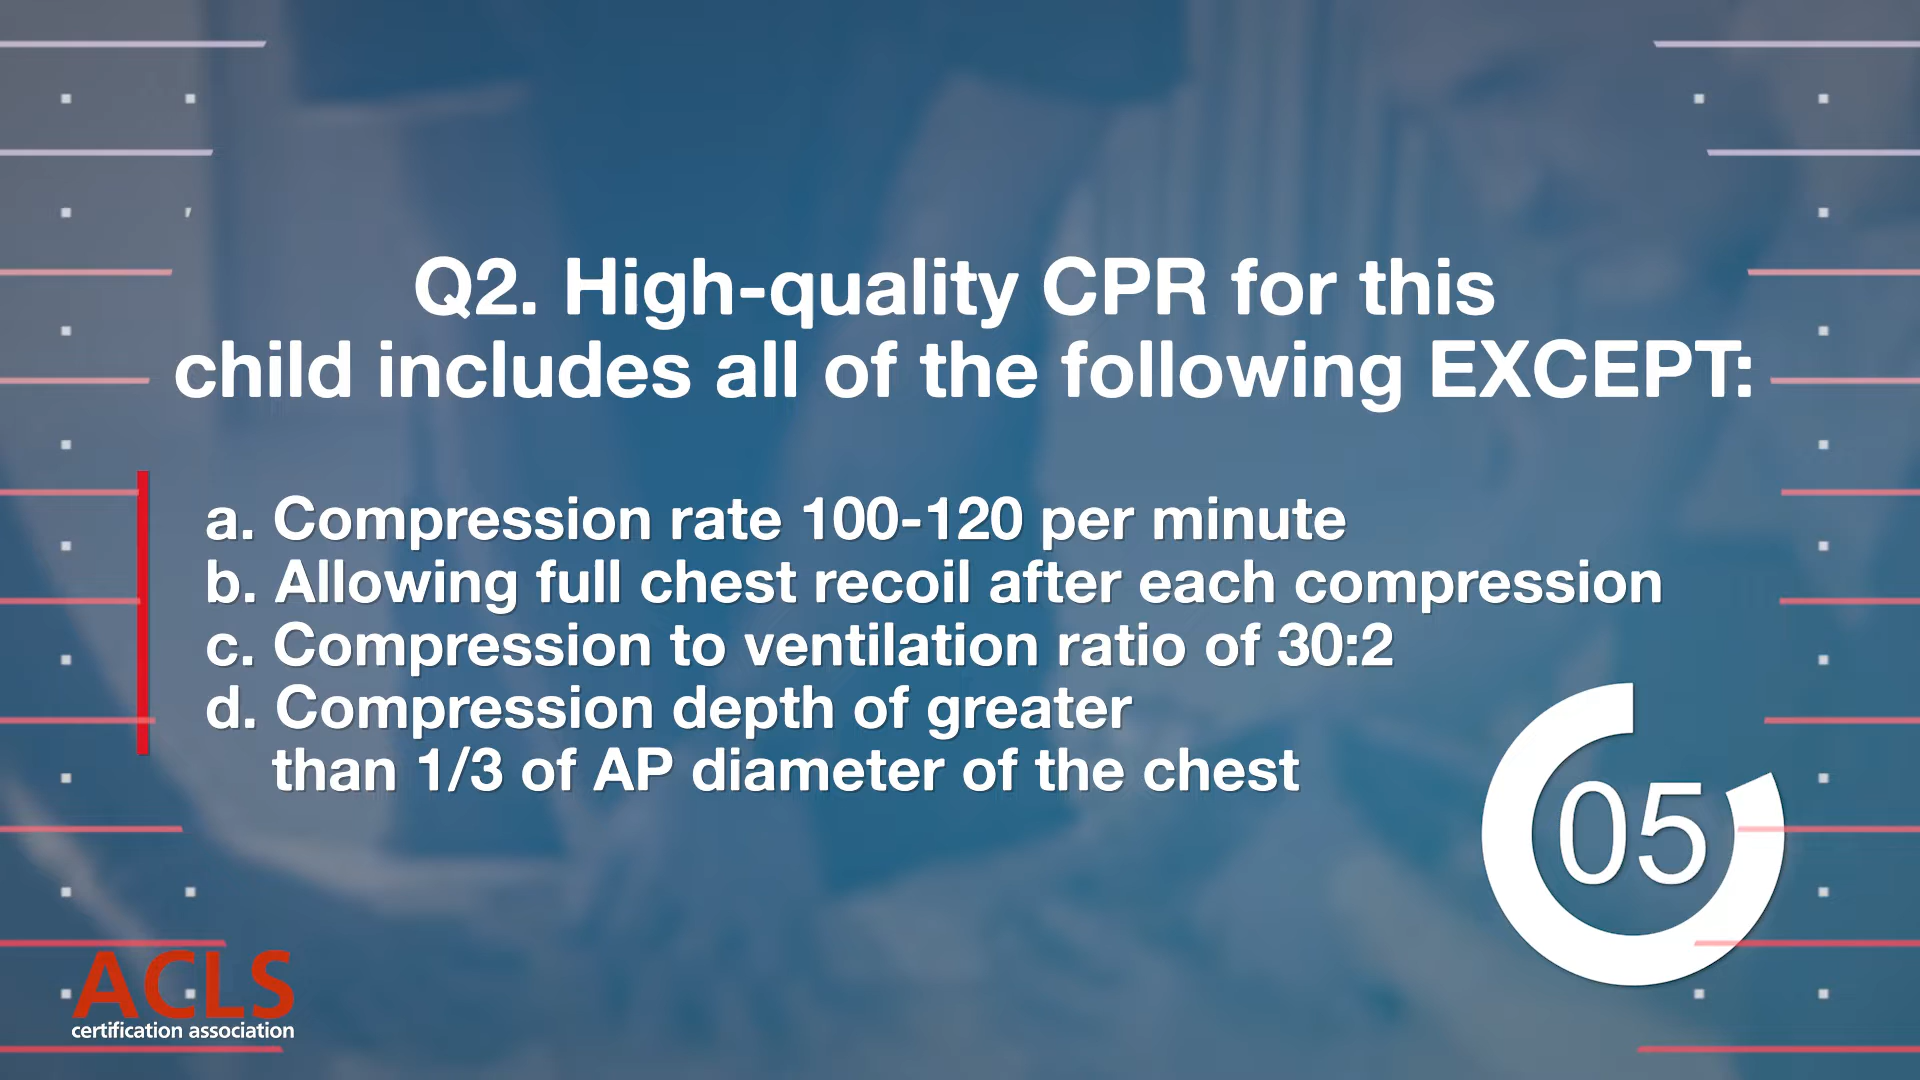 Q2. High-quality CPR for this
child includes all of the following EXCEPT:
a. Compression rate 100-120 per minute
b. Allowing full chest recoil after each compression
c. Compression to ventilation ratio of 30:2
d. Compression depth of greater
than 1/3 of AP diameter of the chest
05
ACLS
certification association